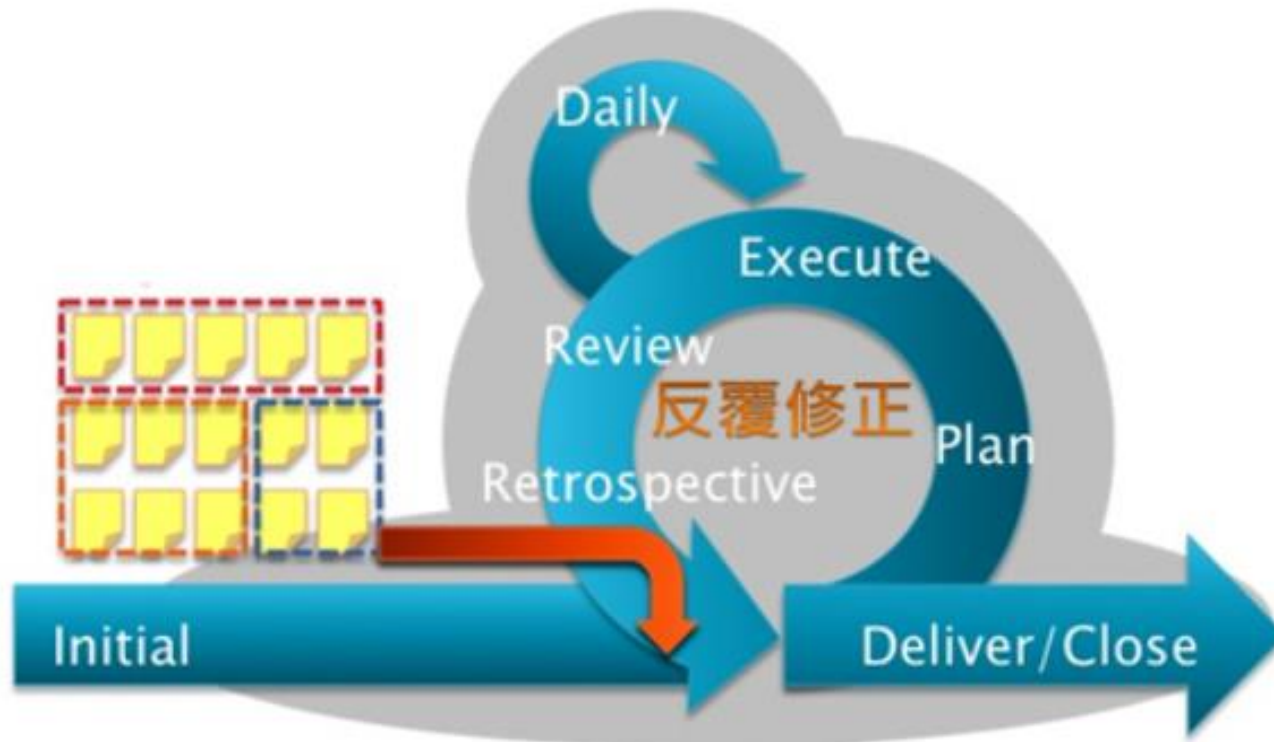 Daily
Execute
Review
反覆修正
Plan
Retrospective
Initial
Deliver/Close